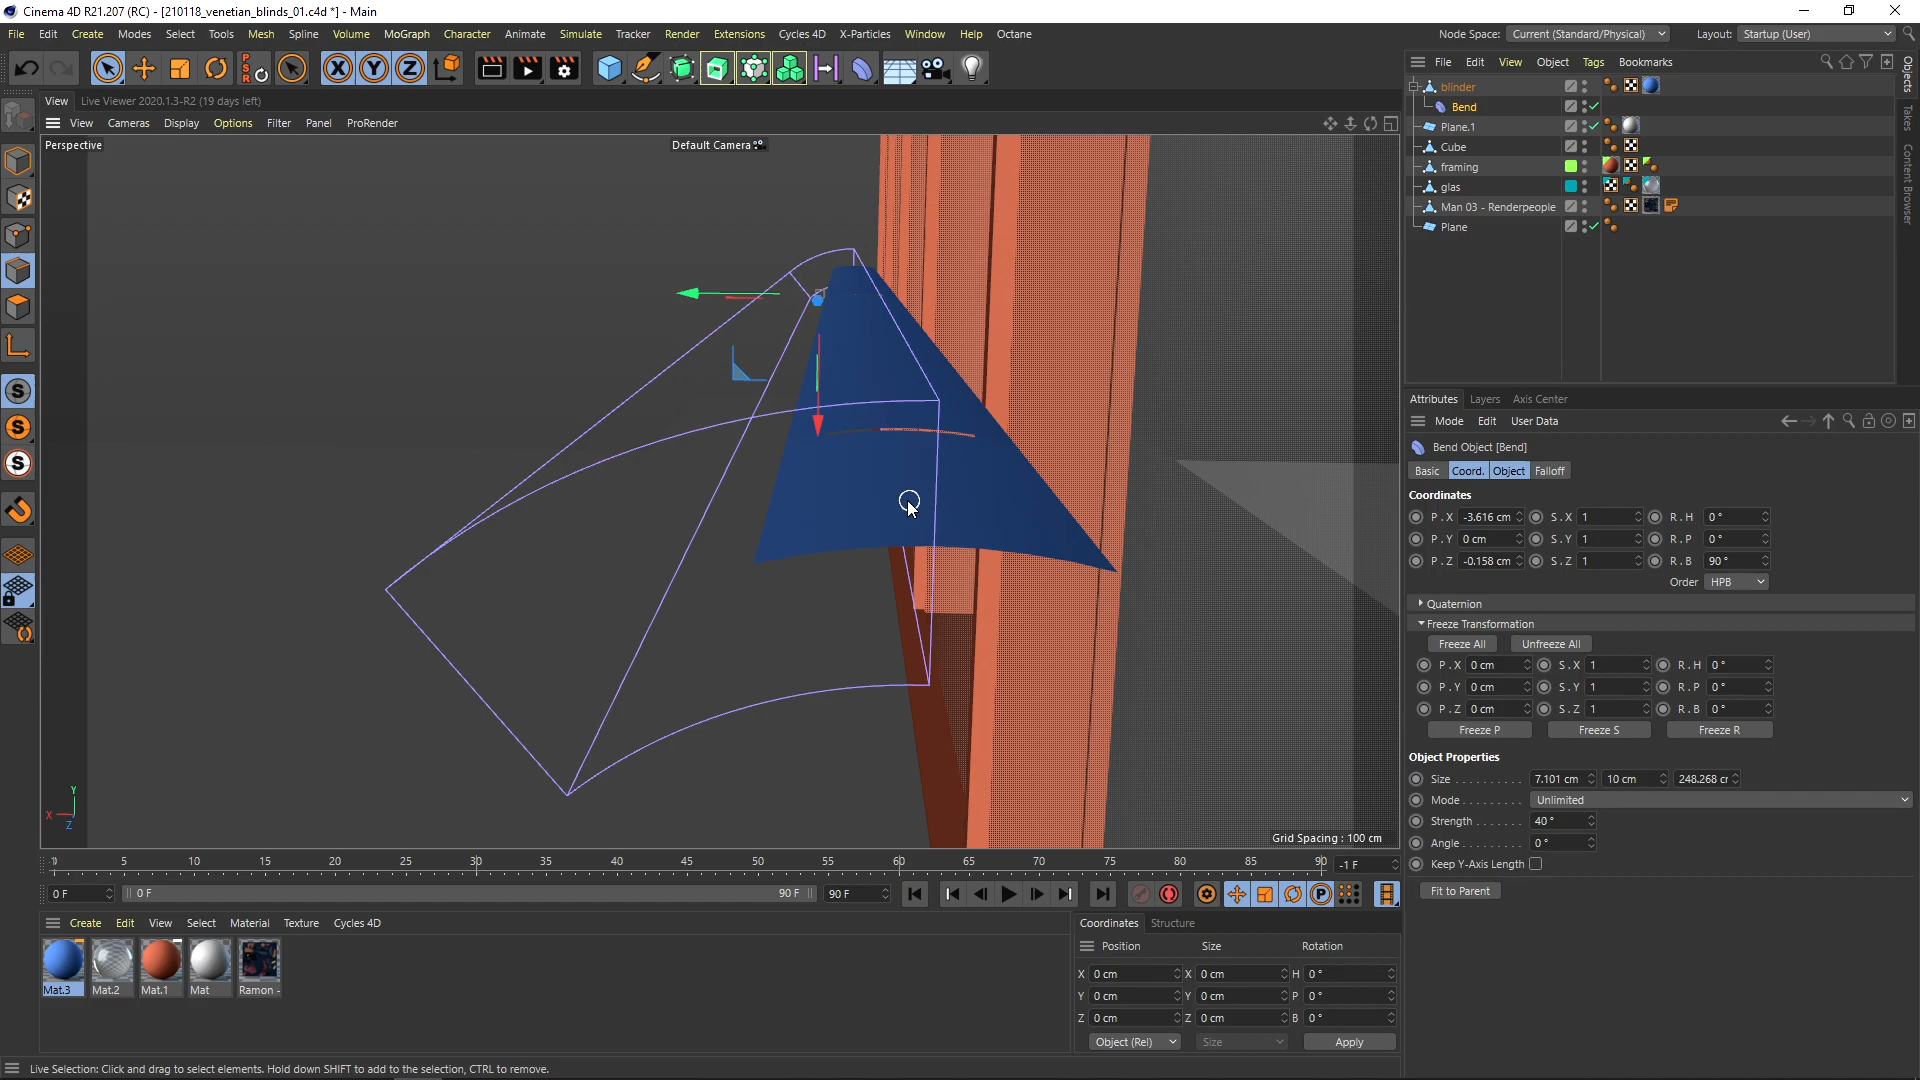 Cinema 4D R21.207 (RC) - [210118_venetian_blinds_01.c4d *] - Main
File Edit Create Modes Select Tools Mesh Spline Volume MoGraph Character Animate Simulate Tracker Render Extensions Cycles 4D X-Particles Window Help Octane
Node Space: Current (Standard/Physical) Layout: Startup (User)
PSR X Y Z
File Edit View Object Tags Bookmarks
View Live Viewer 2020.1.3-R2 (19 days left)
View Cameras Display Options Filter Panel ProRender
Perspective
Default Camera
blinder
Bend
Plane.1
Cube
framing
glas
Man 03 - Renderpeople
Plane
Objects
Takes
Content Browser
Attributes Layers Axis Center
Mode Edit User Data
Bend Object [Bend]
Basic Coord. Object Falloff
Coordinates
P.X -3.616 cm S.X 1 R.H 0°
P.Y 0 cm S.Y 1 R.P 0°
P.Z -0.158 cm S.Z 1 R.B 90°
Order HPB
Quaternion
Freeze Transformation
Freeze All Unfreeze All
P.X 0 cm S.X 1 R.H 0°
P.Y 0 cm S.Y 1 R.P 0°
P.Z 0 cm S.Z 1 R.B 0°
Freeze P Freeze S Freeze R
Object Properties
Size 7.101 cm 10 cm 248.268 cr
Mode Unlimited
Strength 40°
Angle 0°
Keep Y-Axis Length
Fit to Parent
Y
X
Z
Grid Spacing : 100 cm
0 5 10 15 20 25 30 35 40 45 50 55 60 65 70 75 80 85 90 -1 F
0 F 0 F 90 F 90 F
Create Edit View Select Material Texture Cycles 4D
Mat.3 Mat.2 Mat.1 Mat Ramon -
Coordinates Structure
Position Size Rotation
X 0 cm X 0 cm H 0°
Y 0 cm Y 0 cm P 0°
Z 0 cm Z 0 cm B 0°
Object (Rel) Size Apply
Live Selection: Click and drag to select elements. Hold down SHIFT to add to the selection, CTRL to remove.